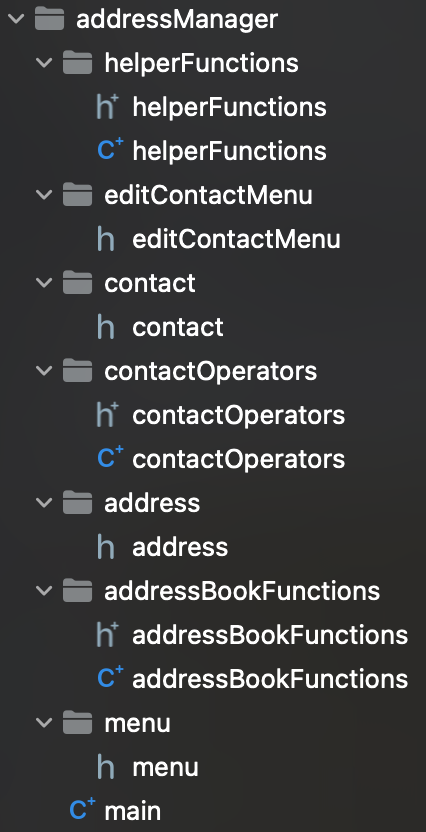 addressManager
helperFunctions
h+ helperFunctions
C+ helperFunctions
editContactMenu
h editContactMenu
contact
h contact
contactOperators
h+ contactOperators
C+ contactOperators
address
h address
addressBookFunctions
h+ addressBookFunctions
C+ addressBookFunctions
menu
h menu
C+ main